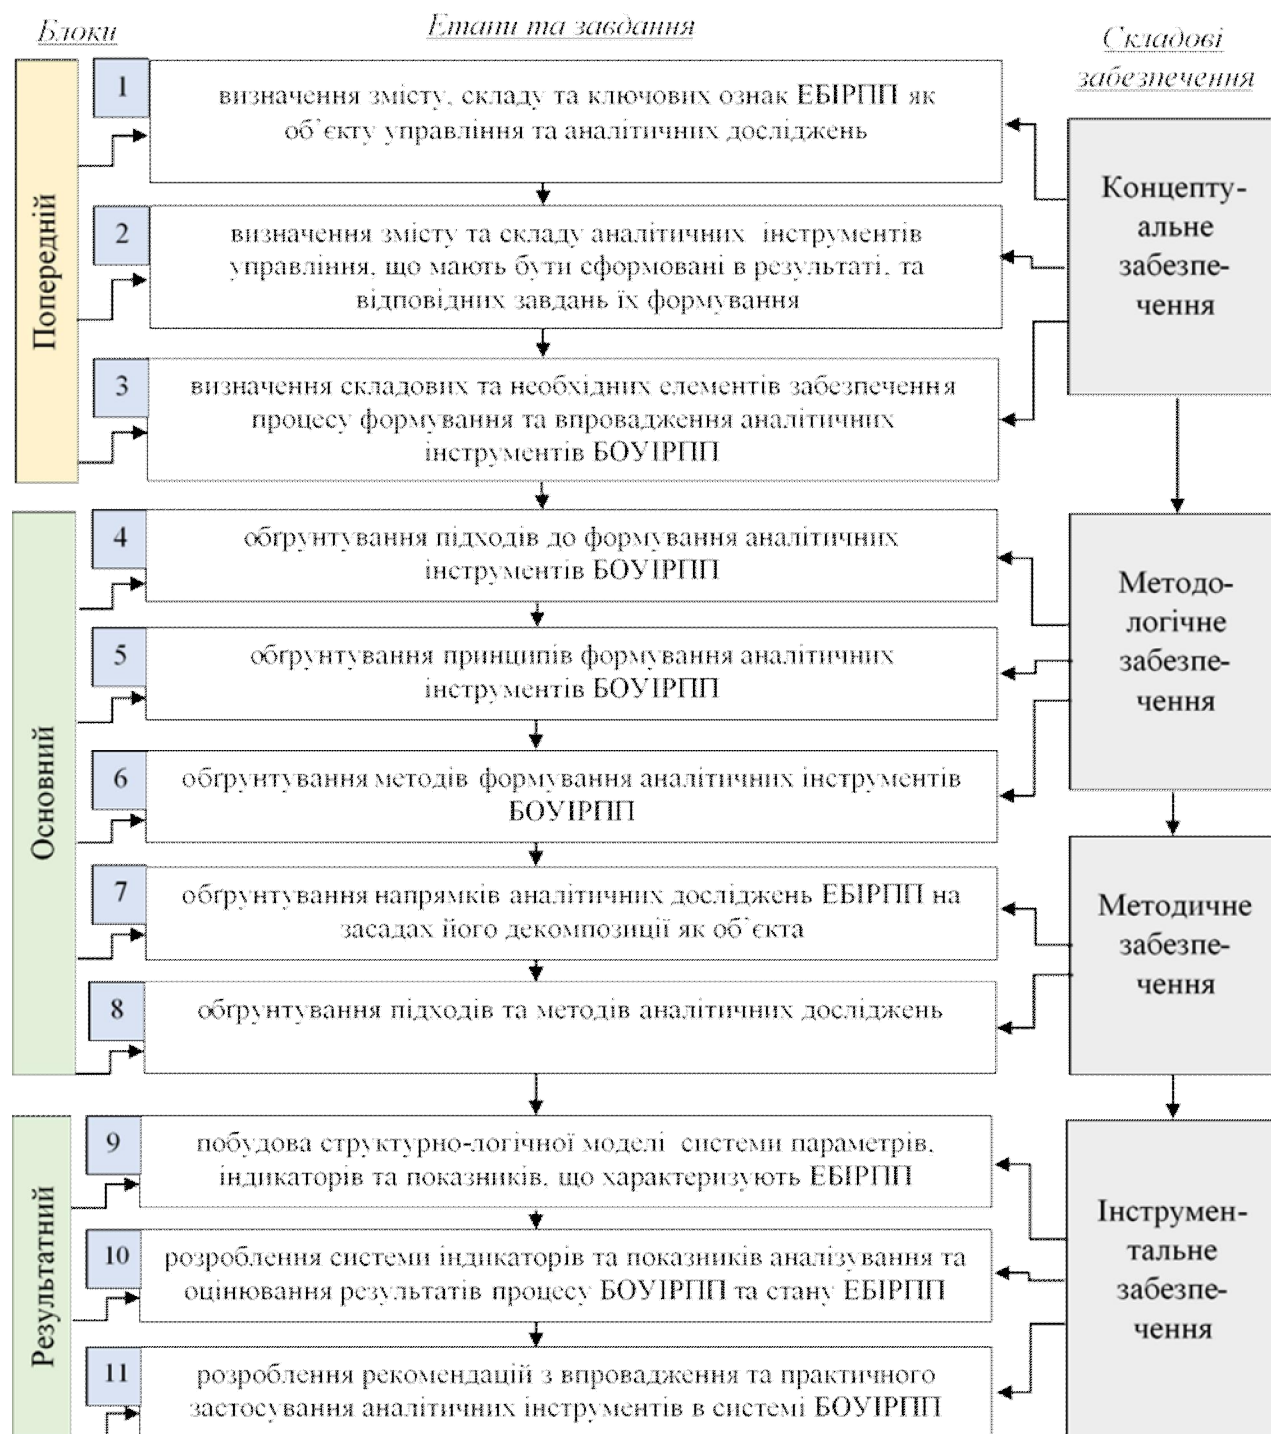 Блоки
Етапи та завдання
Складові
забезпечення
Попередній
1
визначення змісту, складу та ключових ознак ЕБІРПП як
об`єкту управління та аналітичних досліджень
2
визначення змісту та складу аналітичних інструментів
управління, що мають бути сформовані в результаті, та
відповідних завдань їх формування
3
визначення складових та необхідних елементів забезпечення
процесу формування та впровадження аналітичних
інструментів БОУІРПП
Концепту-
альне
забезпе-
чення
Основний
4
обґрунтування підходів до формування аналітичних
інструментів БОУІРПП
5
обґрунтування принципів формування аналітичних
інструментів БОУІРПП
6
обґрунтування методів формування аналітичних інструментів
БОУІРПП
Методо-
логічне
забезпе-
чення
7
обґрунтування напрямків аналітичних досліджень ЕБІРПП на
засадах його декомпозиції як об`єкта
8
обґрунтування підходів та методів аналітичних досліджень
Методичне
забезпе-
чення
Результатний
9
побудова структурно-логічної моделі системи параметрів,
індикаторів та показників, що характеризують ЕБІРПП
10
розроблення системи індикаторів та показників аналізування та
оцінювання результатів процесу БОУІРПП та стану ЕБІРПП
11
розроблення рекомендацій з впровадження та практичного
застосування аналітичних інструментів в системі БОУІРПП
Інструмен-
тальне
забезпе-
чення